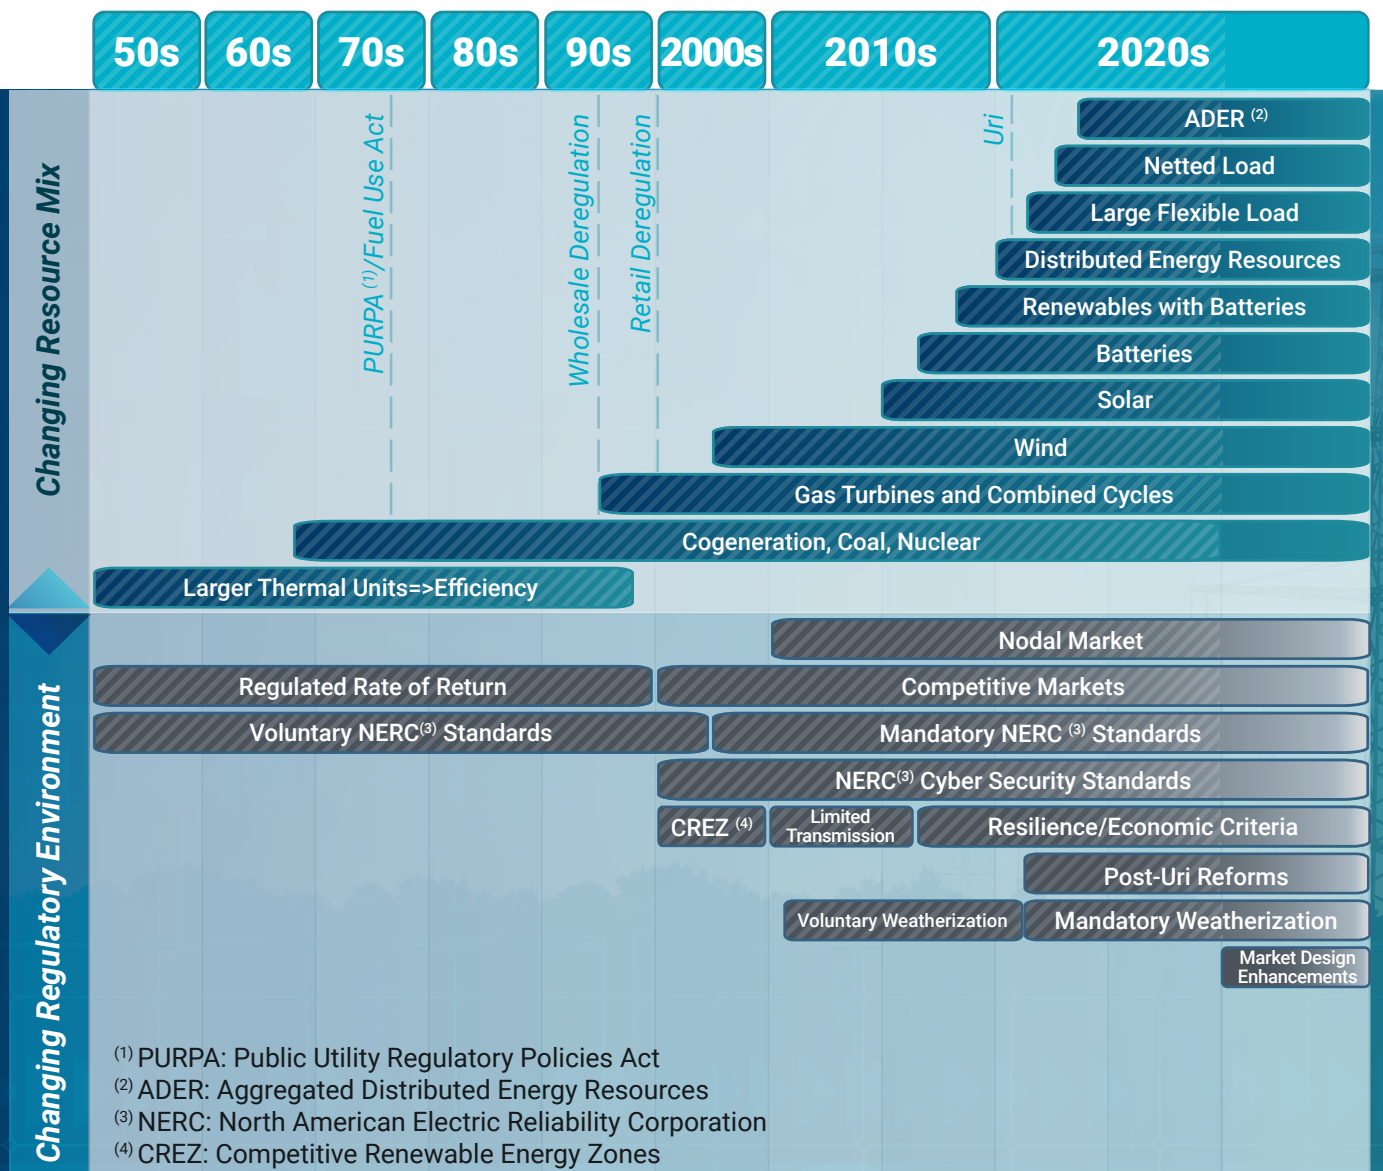 50s 60s 70s 80s 90s 2000s 2010s 2020s
Changing Resource Mix
PURPA (1)/Fuel Use Act
Wholesale Deregulation
Retail Deregulation
Uri
ADER (2)
Netted Load
Large Flexible Load
Distributed Energy Resources
Renewables with Batteries
Batteries
Solar
Wind
Gas Turbines and Combined Cycles
Cogeneration, Coal, Nuclear
Larger Thermal Units=>Efficiency
Changing Regulatory Environment
Nodal Market
Regulated Rate of Return
Competitive Markets
Voluntary NERC(3) Standards
Mandatory NERC (3) Standards
NERC(3) Cyber Security Standards
CREZ (4)
Limited
Transmission
Resilience/Economic Criteria
Post-Uri Reforms
Voluntary Weatherization
Mandatory Weatherization
Market Design
Enhancements
(1) PURPA: Public Utility Regulatory Policies Act
(2) ADER: Aggregated Distributed Energy Resources
(3) NERC: North American Electric Reliability Corporation
(4) CREZ: Competitive Renewable Energy Zones